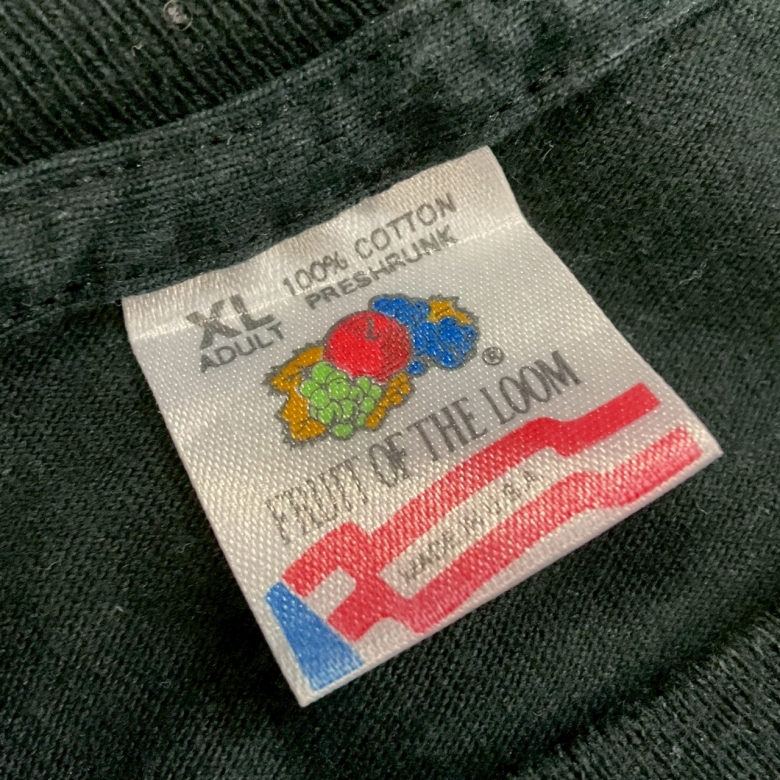 XL
ADULT
100% COTTON
PRESHRUNK
®
FRUIT OF THE LOOM
MADE IN U.S.A.